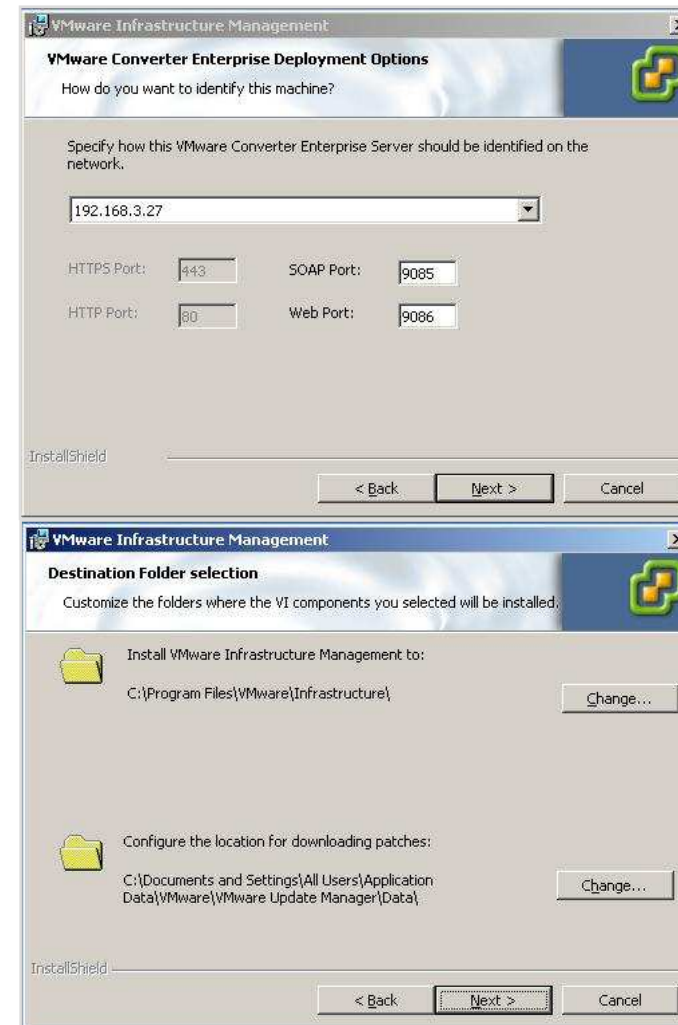 VMware Infrastructure Management
VMware Converter Enterprise Deployment Options
How do you want to identify this machine?
Specify how this VMware Converter Enterprise Server should be identified on the
network.
192.168.3.27
HTTPS Port: 443 SOAP Port: 9085
HTTP Port: 80 Web Port: 9086
InstallShield
< Back Next > Cancel
VMware Infrastructure Management
Destination Folder selection
Customize the folders where the VI components you selected will be installed.
Install VMware Infrastructure Management to:
C:\Program Files\VMware\Infrastructure\
Change...
Configure the location for downloading patches:
C:\Documents and Settings\All Users\Application
Data\VMware\VMware Update Manager\Data\
Change...
InstallShield
< Back Next > Cancel